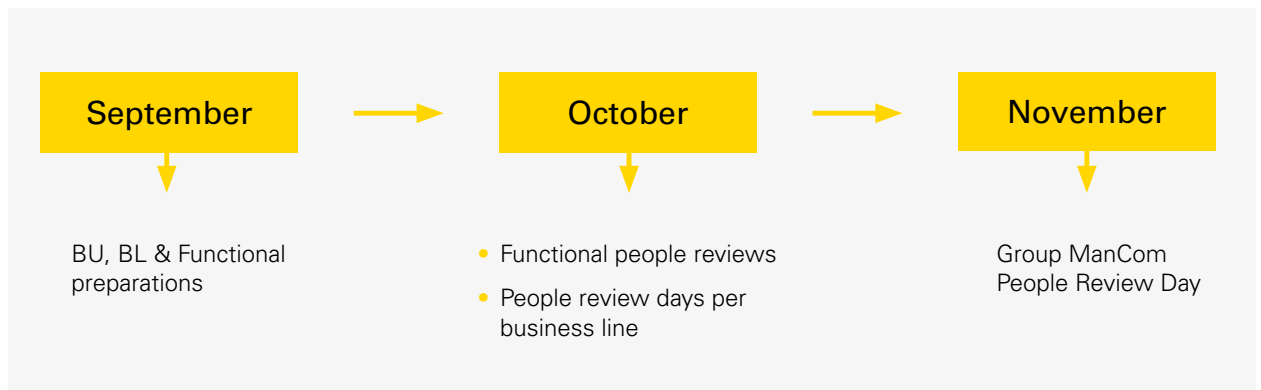 September
October
November
BU, BL & Functional
preparations
• Functional people reviews
• People review days per
business line
Group ManCom
People Review Day